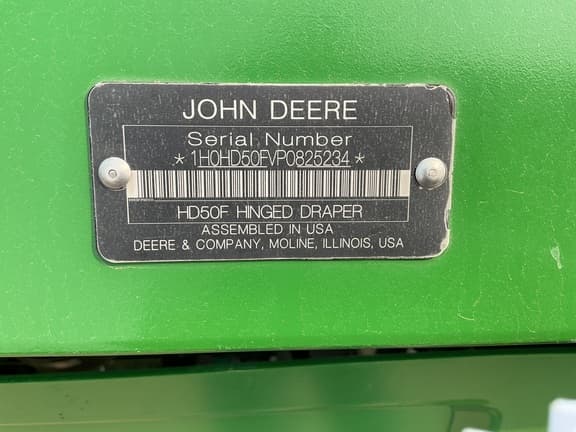 JOHN DEERE
Serial Number
*1H0HD50FVP0825234*
HD50F HINGED DRAPER
ASSEMBLED IN USA
DEERE & COMPANY, MOLINE, ILLINOIS, USA